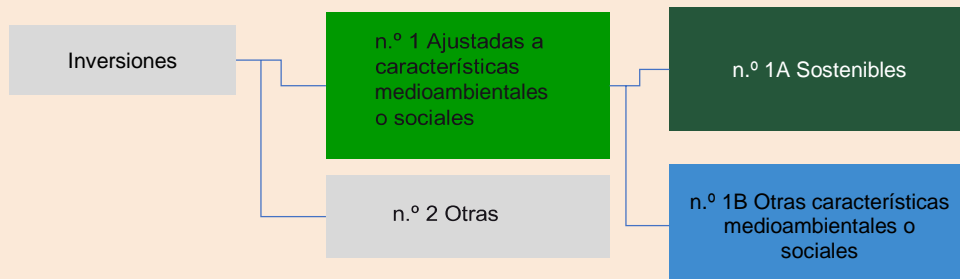 Inversiones
n.º 1 Ajustadas a
características
medioambientales
o sociales
n.º 2 Otras
n.º 1A Sostenibles
n.º 1B Otras características
medioambientales o
sociales